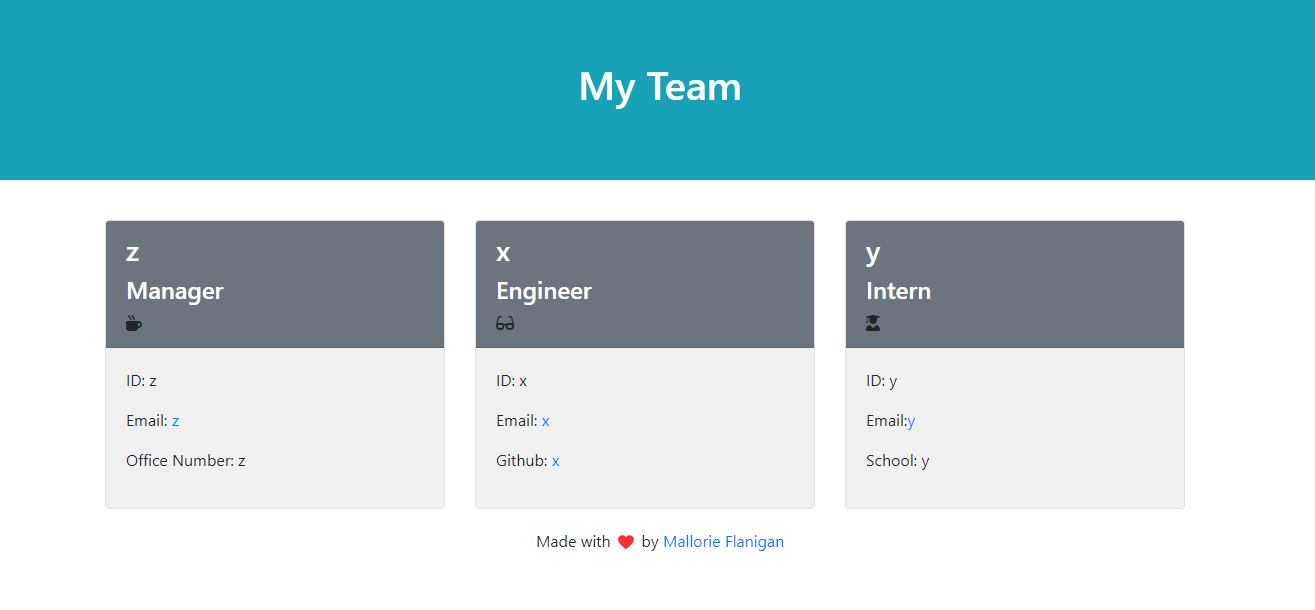 My Team
z
Manager
ID: z
Email: z
Office Number: z
x
Engineer
ID: x
Email: x
Github: x
y
Intern
ID: y
Email:y
School: y
Made with ❤️ by Mallorie Flanigan